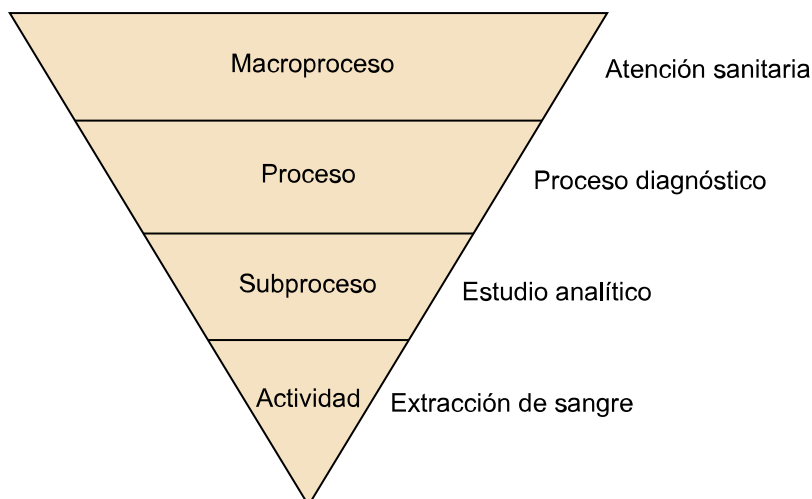 Macroproceso
Atención sanitaria
Proceso
Proceso diagnóstico
Subproceso
Estudio analítico
Actividad
Extracción de sangre